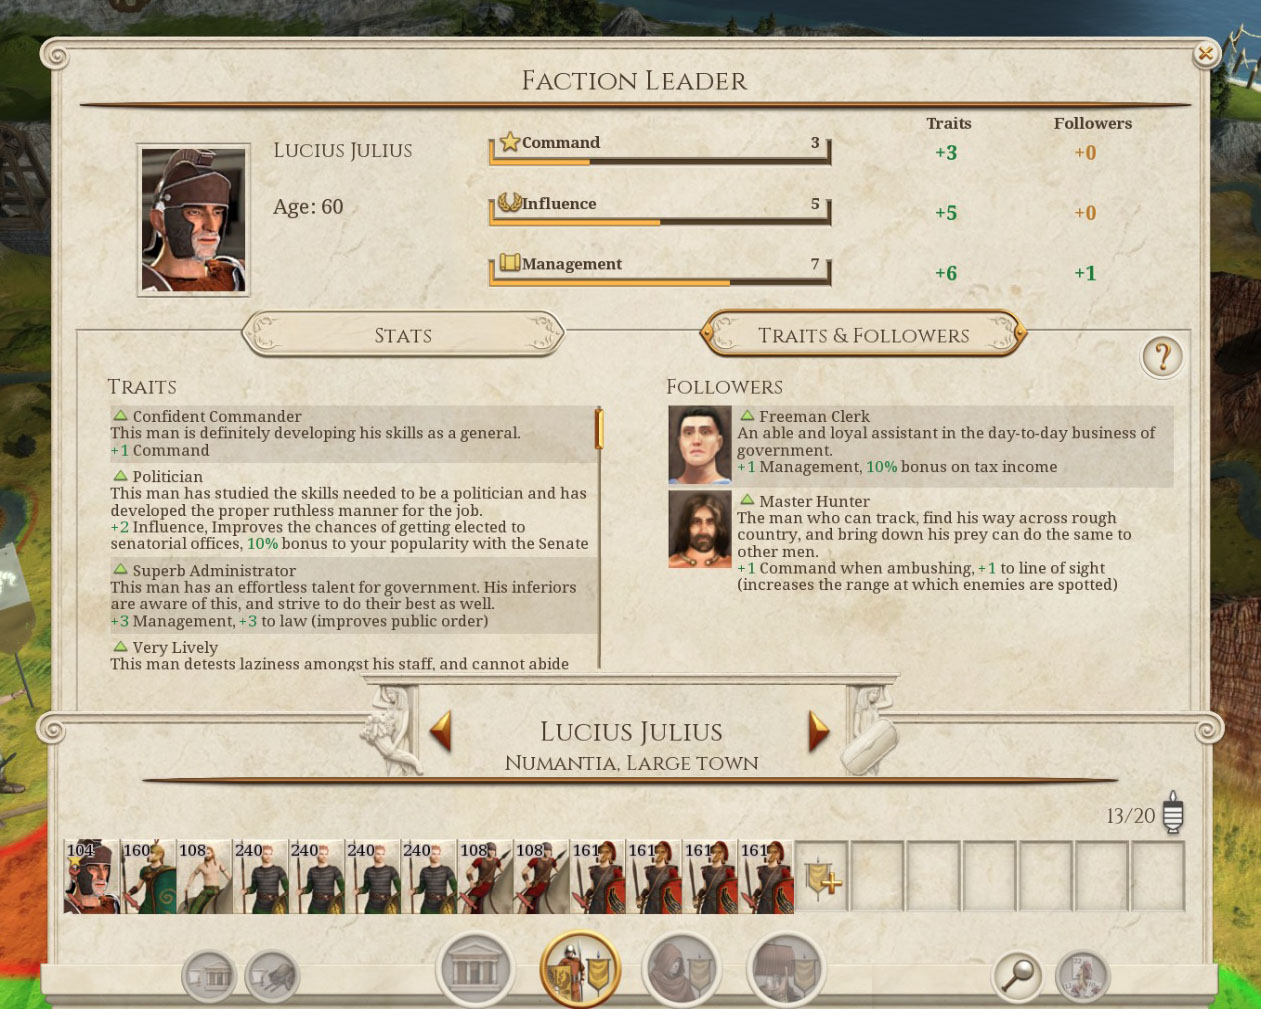 Faction Leader
Lucius Julius
Age: 60
Command 3
Influence 5
Management 7
Traits Followers
+3 +0
+5 +0
+6 +1
Stats
Traits & Followers
?
Traits
Confident Commander
This man is definitely developing his skills as a general.
+1 Command
Politician
This man has studied the skills needed to be a politician and has
developed the proper ruthless manner for the job.
+2 Influence, Improves the chances of getting elected to
senatorial offices, 10% bonus to your popularity with the Senate
Superb Administrator
This man has an effortless talent for government. His inferiors
are aware of this, and strive to do their best as well.
+3 Management, +3 to law (improves public order)
Very Lively
This man detests laziness amongst his staff, and cannot abide
Followers
Freeman Clerk
An able and loyal assistant in the day-to-day business of
government.
+1 Management, 10% bonus on tax income
Master Hunter
The man who can track, find his way across rough
country, and bring down his prey can do the same to
other men.
+1 Command when ambushing, +1 to line of sight
(increases the range at which enemies are spotted)
Lucius Julius
Numantia, Large town
13/20
104 160 108 240 240 240 240 108 108 161 161 161 161